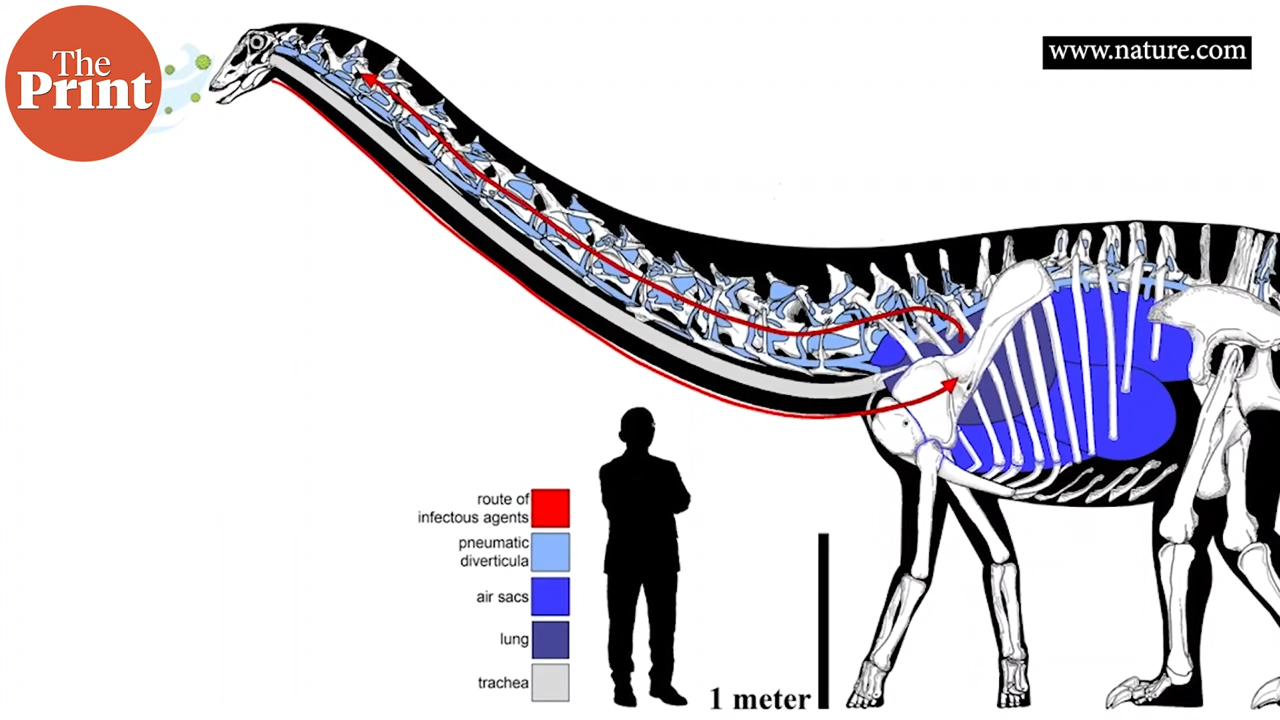 The
Print
www.nature.com
route of
infectous agents
pneumatic
diverticula
air sacs
lung
trachea
1 meter